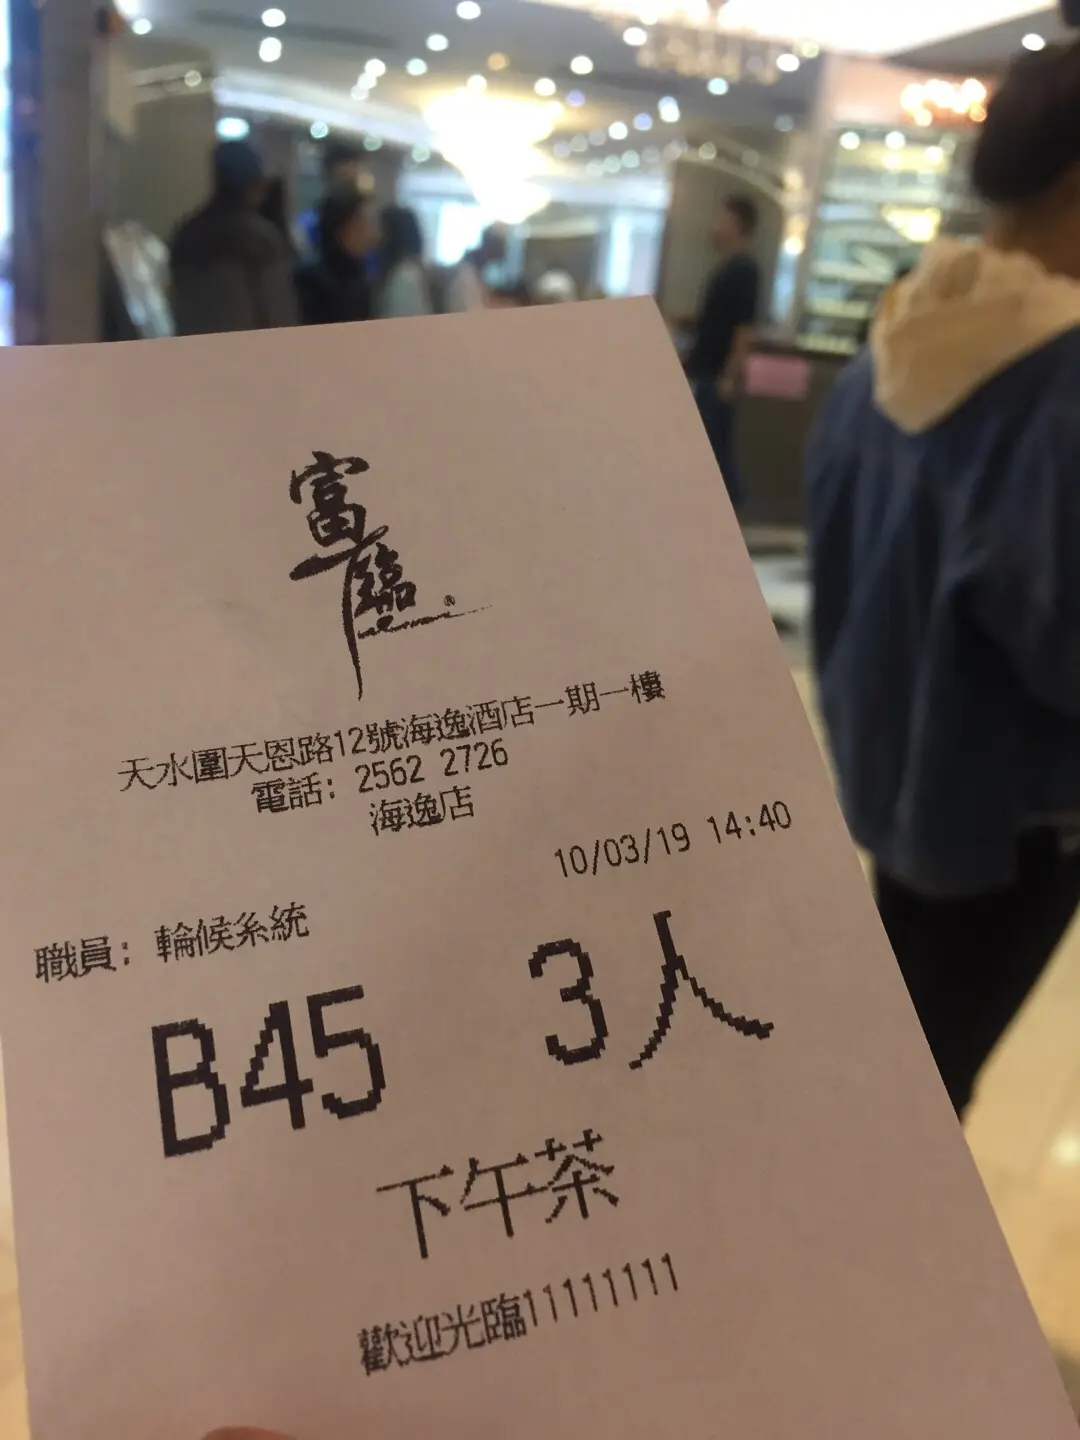 富臨®
天水圍天恩路12號海逸酒店一期一樓
電話: 2562 2726
海逸店
10/03/19 14:40
職員: 輪候系統
B45 3人
下午茶
歡迎光臨11111111